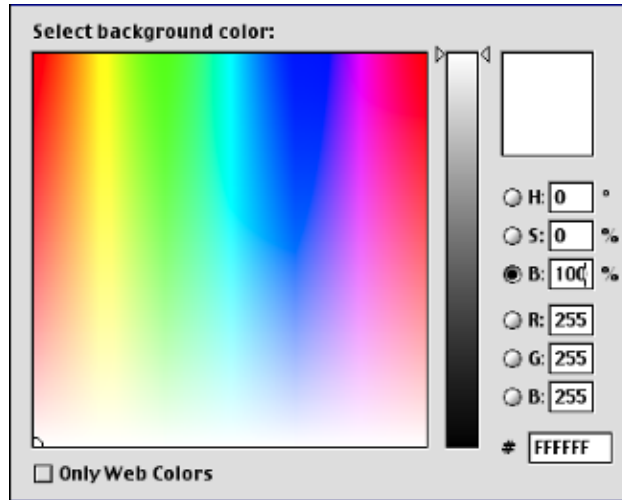 Select background color:
H: 0 °
S: 0 %
B: 100 %
R: 255
G: 255
B: 255
# FFFFFF
Only Web Colors